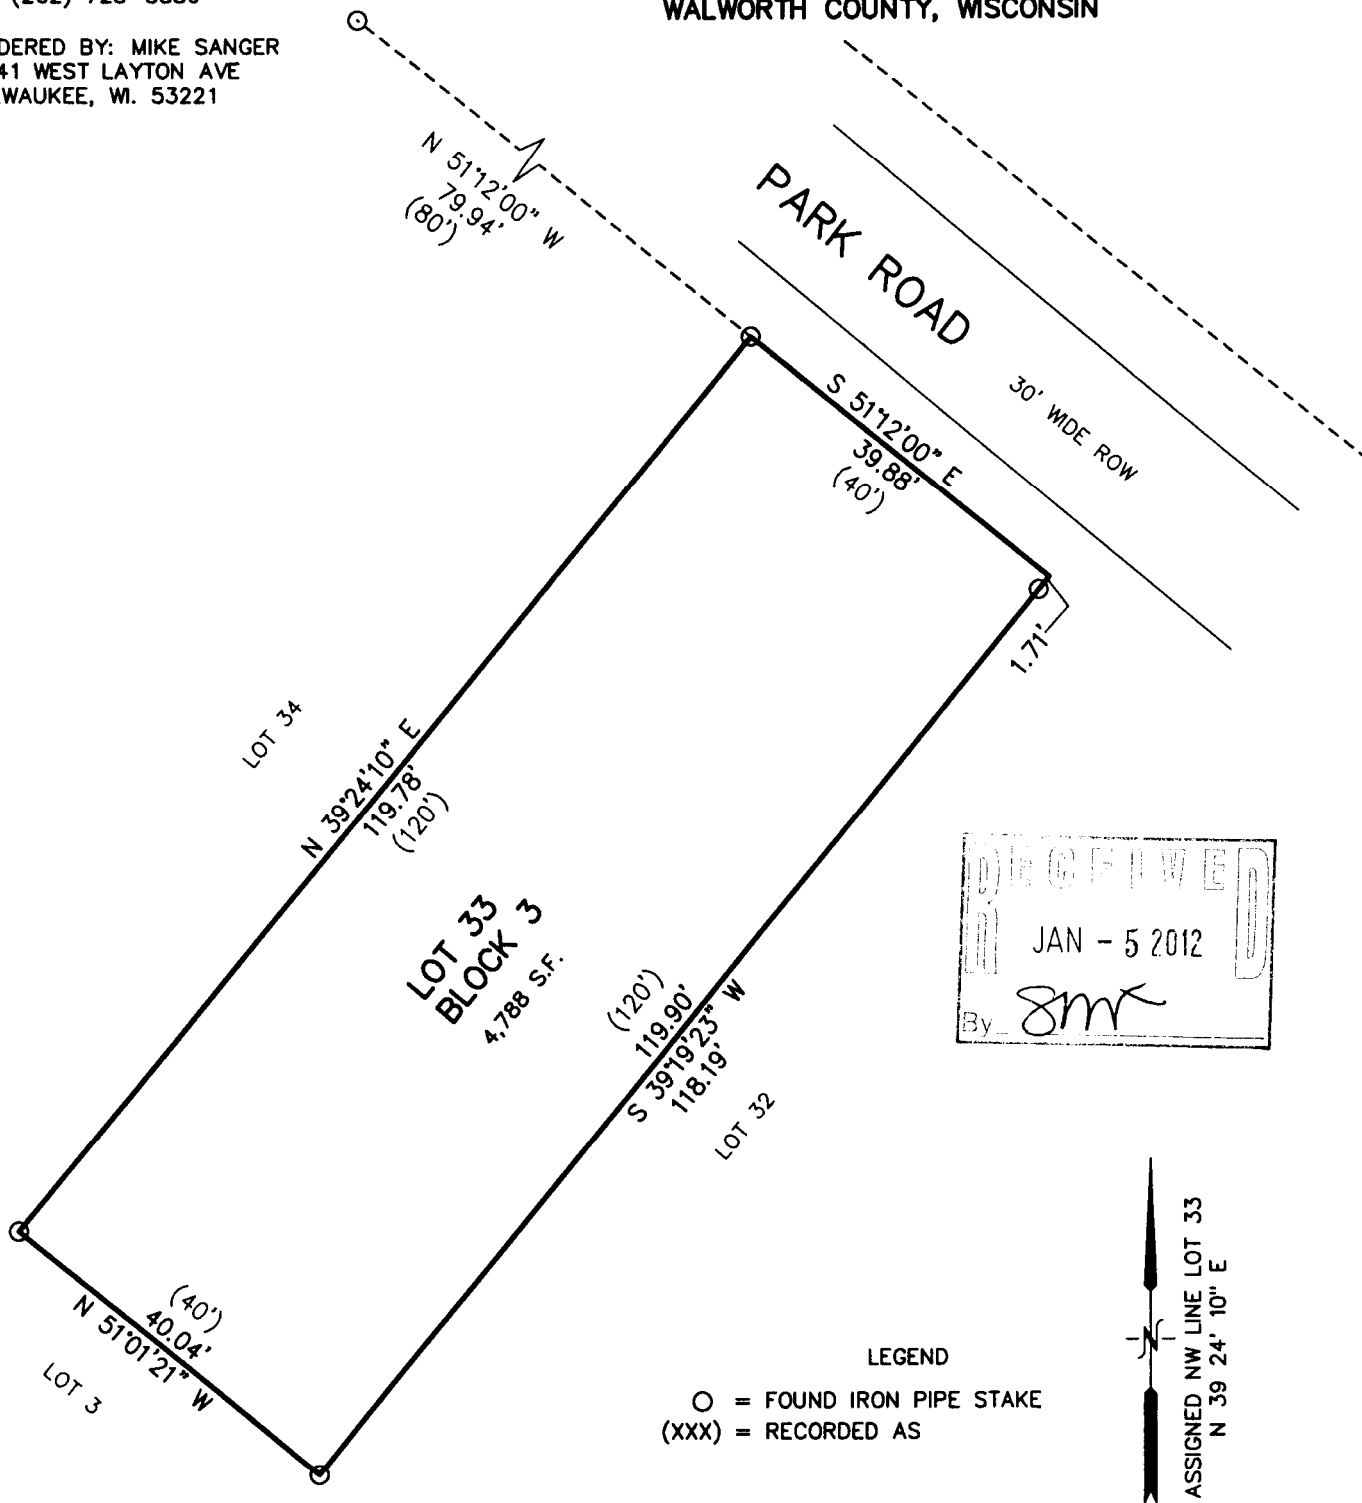 WALWORTH COUNTY, WISCONSIN
DERED BY: MIKE SANGER
41 WEST LAYTON AVE
WAUKEE, WI. 53221
N 51°12'00" W
79.94'
(80')
PARK ROAD
30' WIDE ROW
S 51°12'00" E
39.88'
(40')
1.71'
LOT 34
N 39°24'10" E
119.78'
(120')
LOT 33
BLOCK 3
4,788 S.F.
(120')
119.90'
S 39°19'23" W
118.19'
LOT 32
RECEIVED
JAN - 5 2012
By
(40')
40.04'
N 51°01'21" W
LOT 3
LEGEND
O = FOUND IRON PIPE STAKE
(XXX) = RECORDED AS
N
ASSIGNED NW LINE LOT 33
N 39 24' 10" E